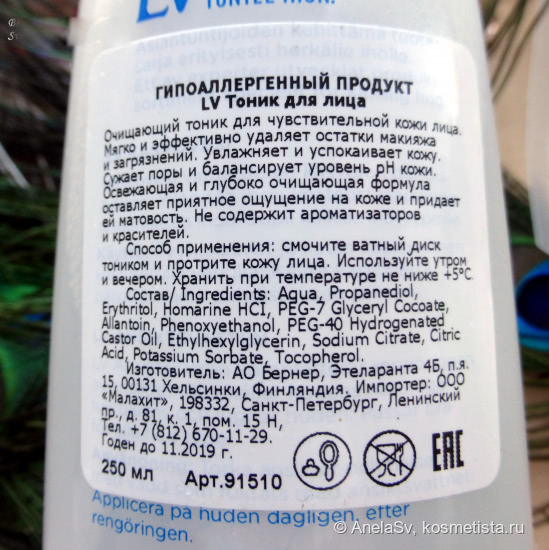 LV
TUNTEE IHON.
ГИПОАЛЛЕРГЕННЫЙ ПРОДУКТ
LV Тоник для лица
Очищающий тоник для чувствительной кожи лица.
Мягко и эффективно удаляет остатки макияжа
и загрязнений. Увлажняет и успокаивает кожу.
Сужает поры и балансирует уровень pH кожи.
Освежающая и глубоко очищающая формула
оставляет приятное ощущение на коже и придает
ей матовость. Не содержит ароматизаторов
и красителей.
Способ применения: смочите ватный диск
тоником и протрите кожу лица. Используйте утром
и вечером. Хранить при температуре не ниже +5°C.
Состав/ Ingredients: Aqua, Propanediol,
Erythritol, Homarine HCI, PEG-7 Glyceryl Cocoate,
Allantoin, Phenoxyethanol, PEG-40 Hydrogenated
Castor Oil, Ethylhexylglycerin, Sodium Citrate, Citric
Acid, Potassium Sorbate, Tocopherol.
Изготовитель: АО Бернер, Этеларанта 4Б, п.я.
15, 00131 Хельсинки, Финляндия. Импортер: ООО
«Малахит», 198332, Санкт-Петербург, Ленинский
пр., д. 81, к. 1, пом. 15 Н,
Тел. +7 (812) 670-11-29.
Годен до 11.2019 г.
250 мл Арт.91510
EAC
Applicera på huden dagligen, efter
rengöringen.
© AnelaSv, kosmetista.ru